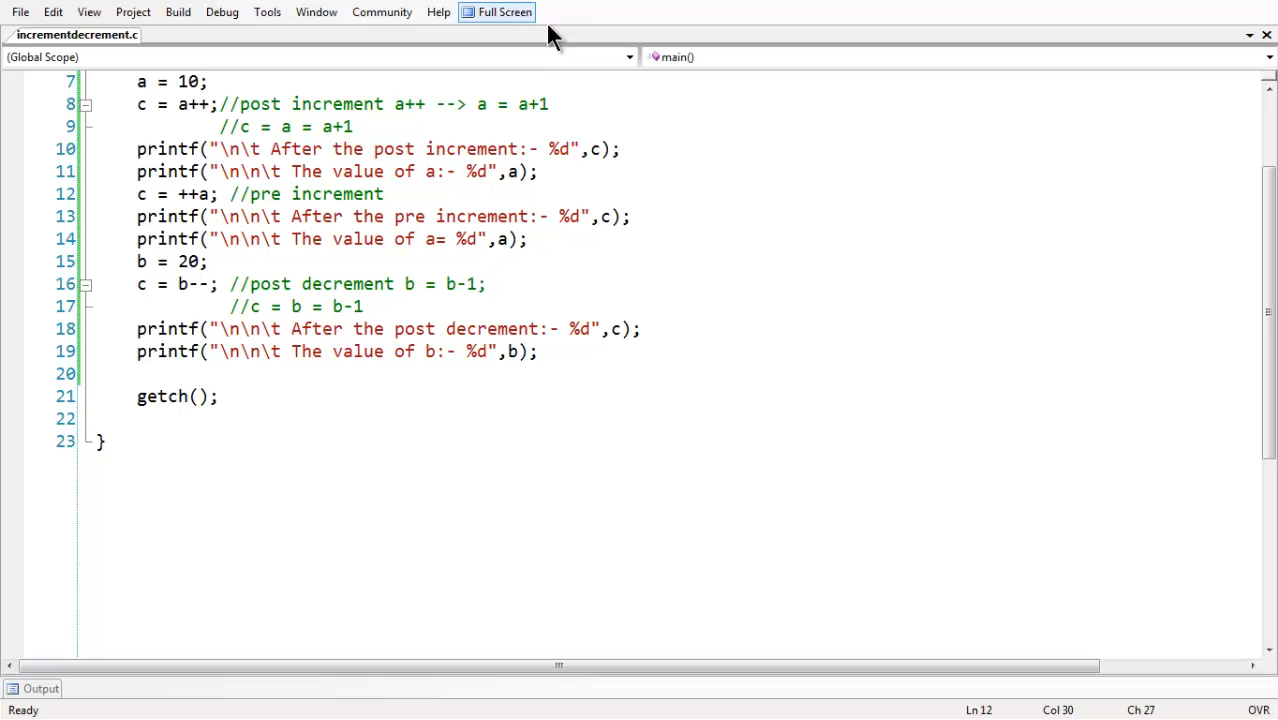 File Edit View Project Build Debug Tools Window Community Help Full Screen
incrementdecrement.c
(Global Scope) main()
7 a = 10;
8 c = a++;//post increment a++ --> a = a+1
9 //c = a = a+1
10 printf("\n\t After the post increment:- %d",c);
11 printf("\n\n\t The value of a:- %d",a);
12 c = ++a; //pre increment
13 printf("\n\n\t After the pre increment:- %d",c);
14 printf("\n\n\t The value of a= %d",a);
15 b = 20;
16 c = b--; //post decrement b = b-1;
17 //c = b = b-1
18 printf("\n\n\t After the post decrement:- %d",c);
19 printf("\n\n\t The value of b:- %d",b);
20
21 getch();
22
23 }
Output
Ready Ln 12 Col 30 Ch 27 OVR